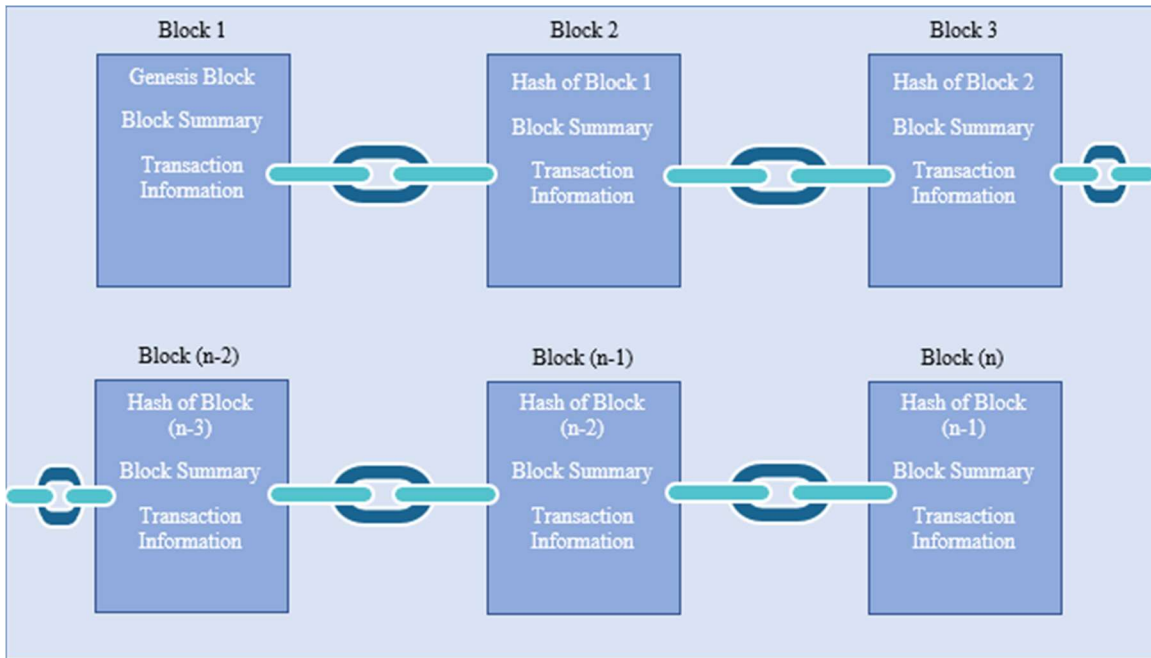 Block 1
Genesis Block
Block Summary
Transaction
Information
Block 2
Hash of Block 1
Block Summary
Transaction
Information
Block 3
Hash of Block 2
Block Summary
Transaction
Information
Block (n-2)
Hash of Block
(n-3)
Block Summary
Transaction
Information
Block (n-1)
Hash of Block
(n-2)
Block Summary
Transaction
Information
Block (n)
Hash of Block
(n-1)
Block Summary
Transaction
Information